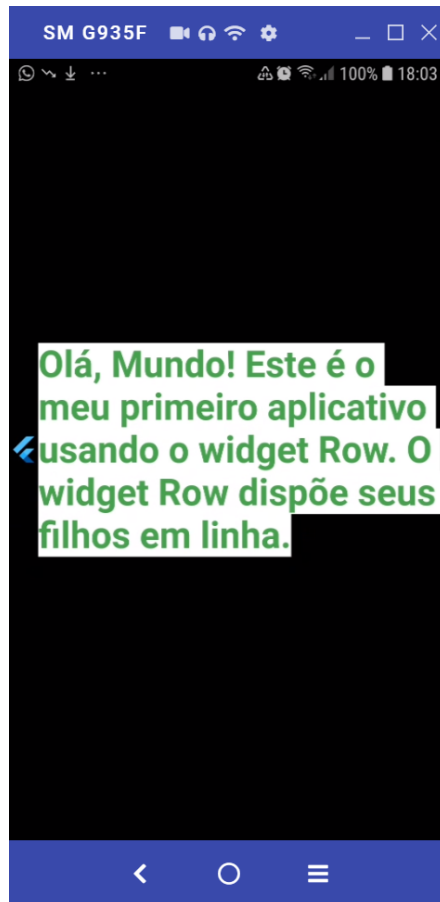 SM G935F
100% 18:03
Olá, Mundo! Este é o
meu primeiro aplicativo
usando o widget Row. O
widget Row dispõe seus
filhos em linha.